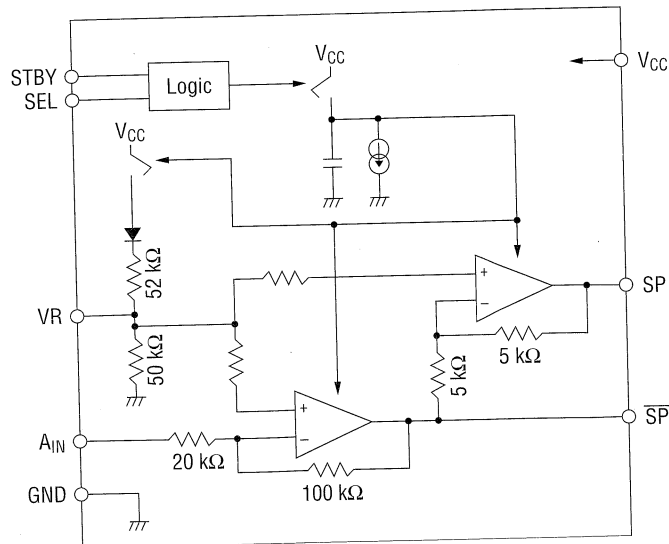 V_CC
STBY
SEL
Logic
V_CC
V_CC
52 kΩ
+
−
SP
VR
5 kΩ
50 kΩ
5 kΩ
+
−
S̅P̅
A_IN
20 kΩ
100 kΩ
GND